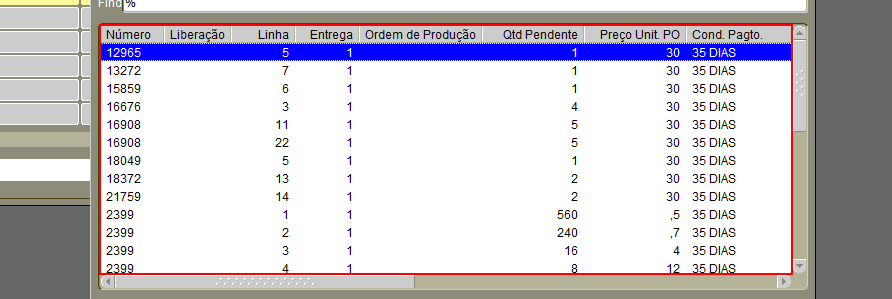 Find %
Número Liberação Linha Entrega Ordem de Produção Qtd Pendente Preço Unit. PO Cond. Pagto.
12965 5 1 1 30 35 DIAS
13272 7 1 1 30 35 DIAS
15859 6 1 1 30 35 DIAS
16676 3 1 4 30 35 DIAS
16908 11 1 5 30 35 DIAS
16908 22 1 5 30 35 DIAS
18049 5 1 1 30 35 DIAS
18372 13 1 2 30 35 DIAS
21759 14 1 2 30 35 DIAS
2399 1 1 560 ,5 35 DIAS
2399 2 1 240 ,7 35 DIAS
2399 3 1 16 4 35 DIAS
2399 4 1 8 12 35 DIAS